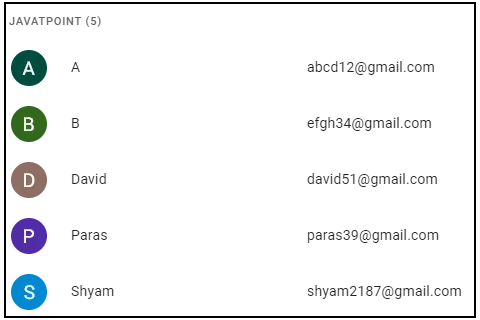 JAVATPOINT (5)
A A abcd12@gmail.com
B B efgh34@gmail.com
D David david51@gmail.com
P Paras paras39@gmail.com
S Shyam shyam2187@gmail.com